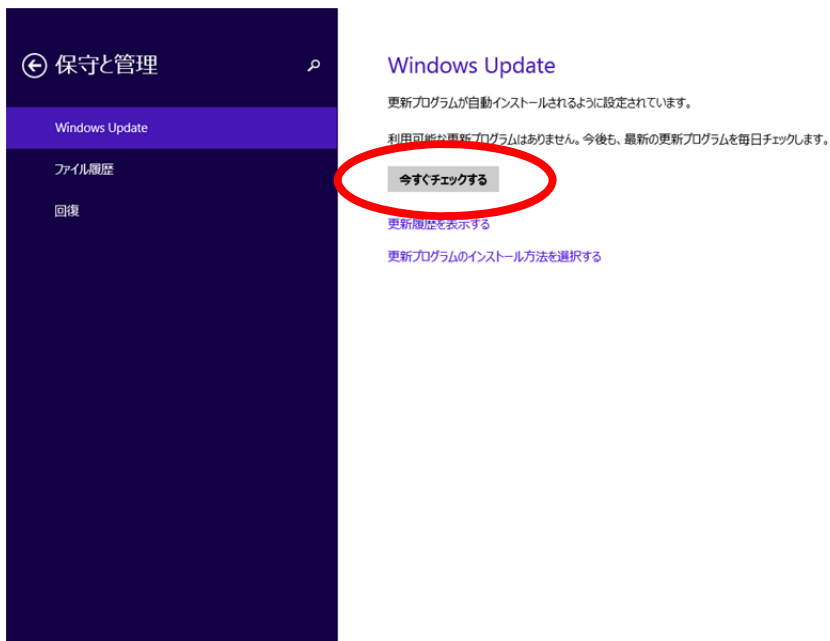 保守と管理
Windows Update
ファイル履歴
回復
Windows Update
更新プログラムが自動インストールされるように設定されています。
利用可能な更新プログラムはありません。今後も、最新の更新プログラムを毎日チェックします。
今すぐチェックする
更新履歴を表示する
更新プログラムのインストール方法を選択する